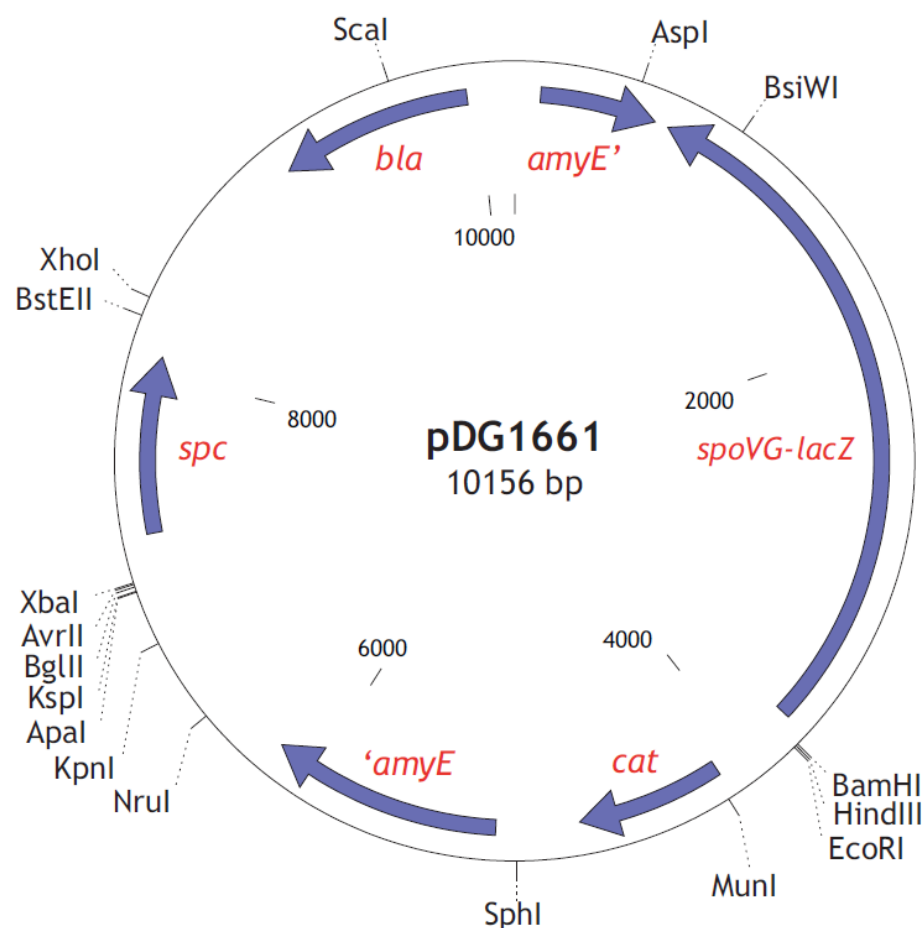 ScaI
AspI
BsiWI
bla
amyE’
10000
XhoI
BstEII
2000
8000
pDG1661
10156 bp
spc
spoVG-lacZ
XbaI
AvrII
BglII
KspI
ApaI
KpnI
NruI
6000
4000
‘amyE
cat
BamHI
HindIII
EcoRI
MunI
SphI